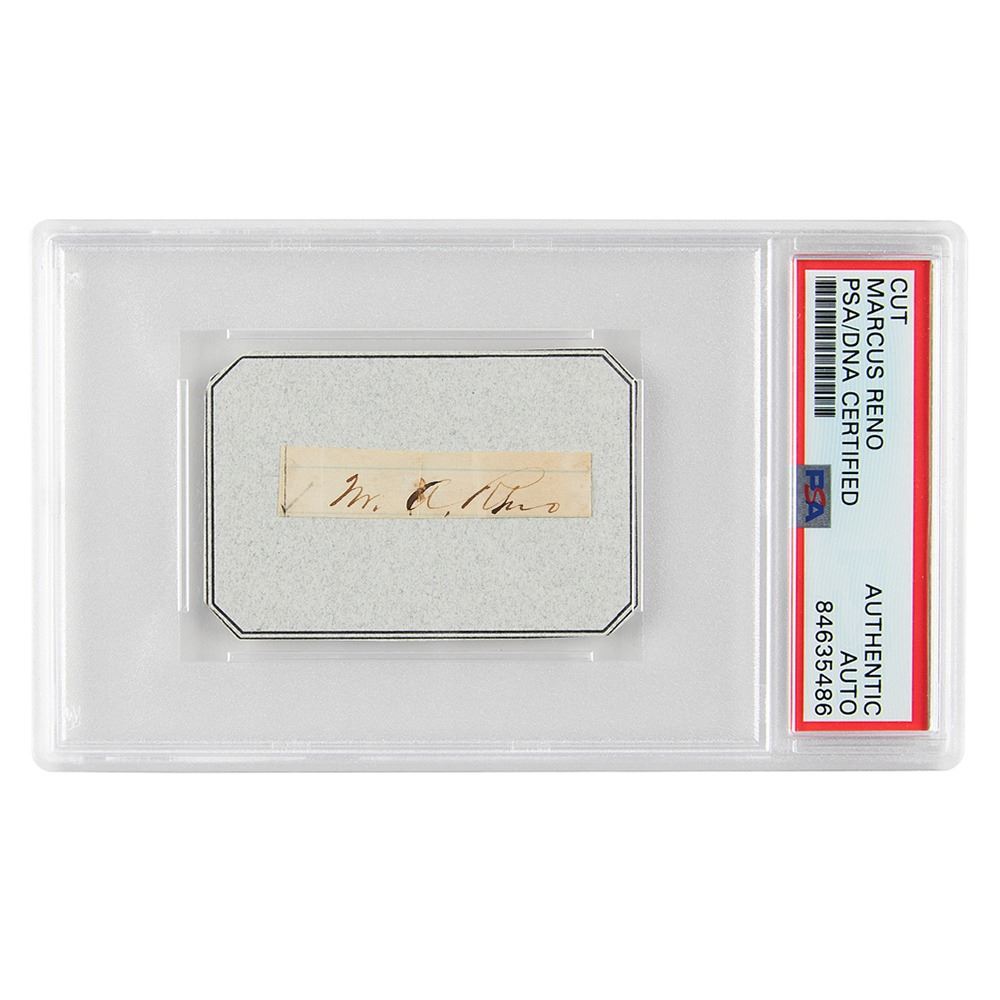 M. A. Reno
CUT
MARCUS RENO
PSA/DNA CERTIFIED
PSA
AUTHENTIC
AUTO
84635486